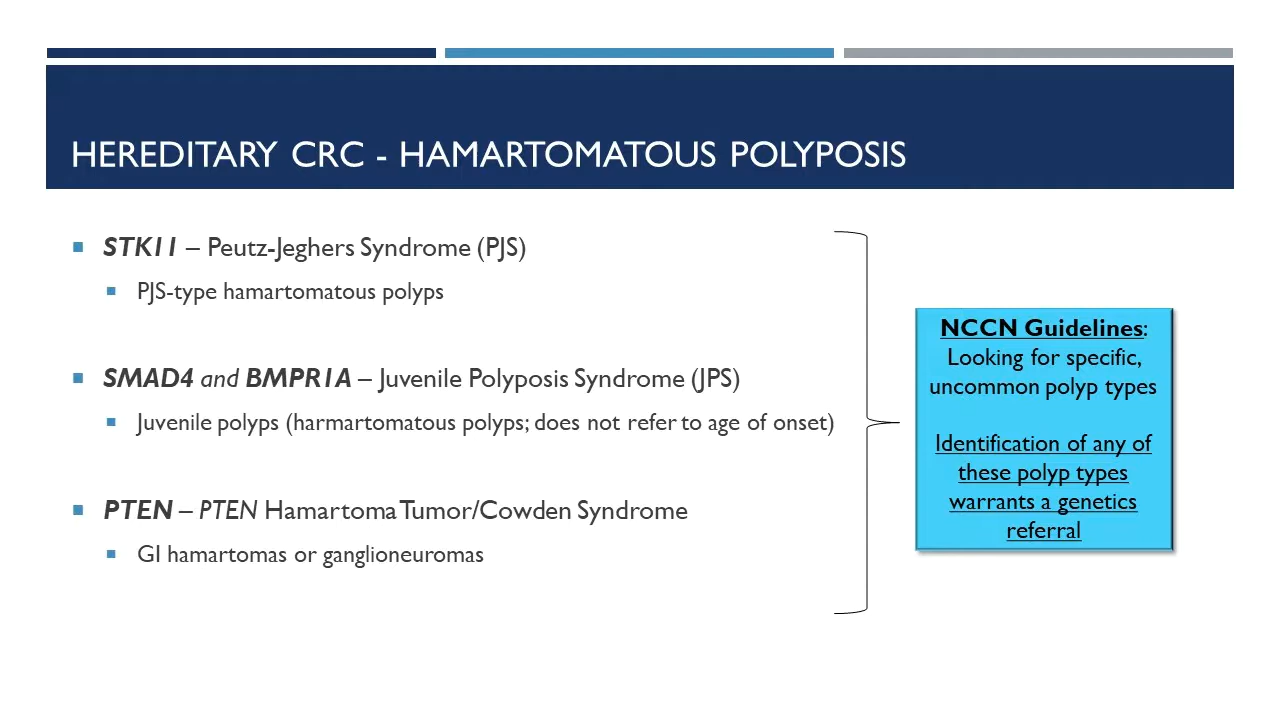 HEREDITARY CRC - HAMARTOMATOUS POLYPOSIS
STK11 – Peutz-Jeghers Syndrome (PJS)
PJS-type hamartomatous polyps
SMAD4 and BMPR1A – Juvenile Polyposis Syndrome (JPS)
Juvenile polyps (harmartomatous polyps; does not refer to age of onset)
PTEN – PTEN Hamartoma Tumor/Cowden Syndrome
GI hamartomas or ganglioneuromas
NCCN Guidelines:
Looking for specific,
uncommon polyp types
Identification of any of
these polyp types
warrants a genetics
referral